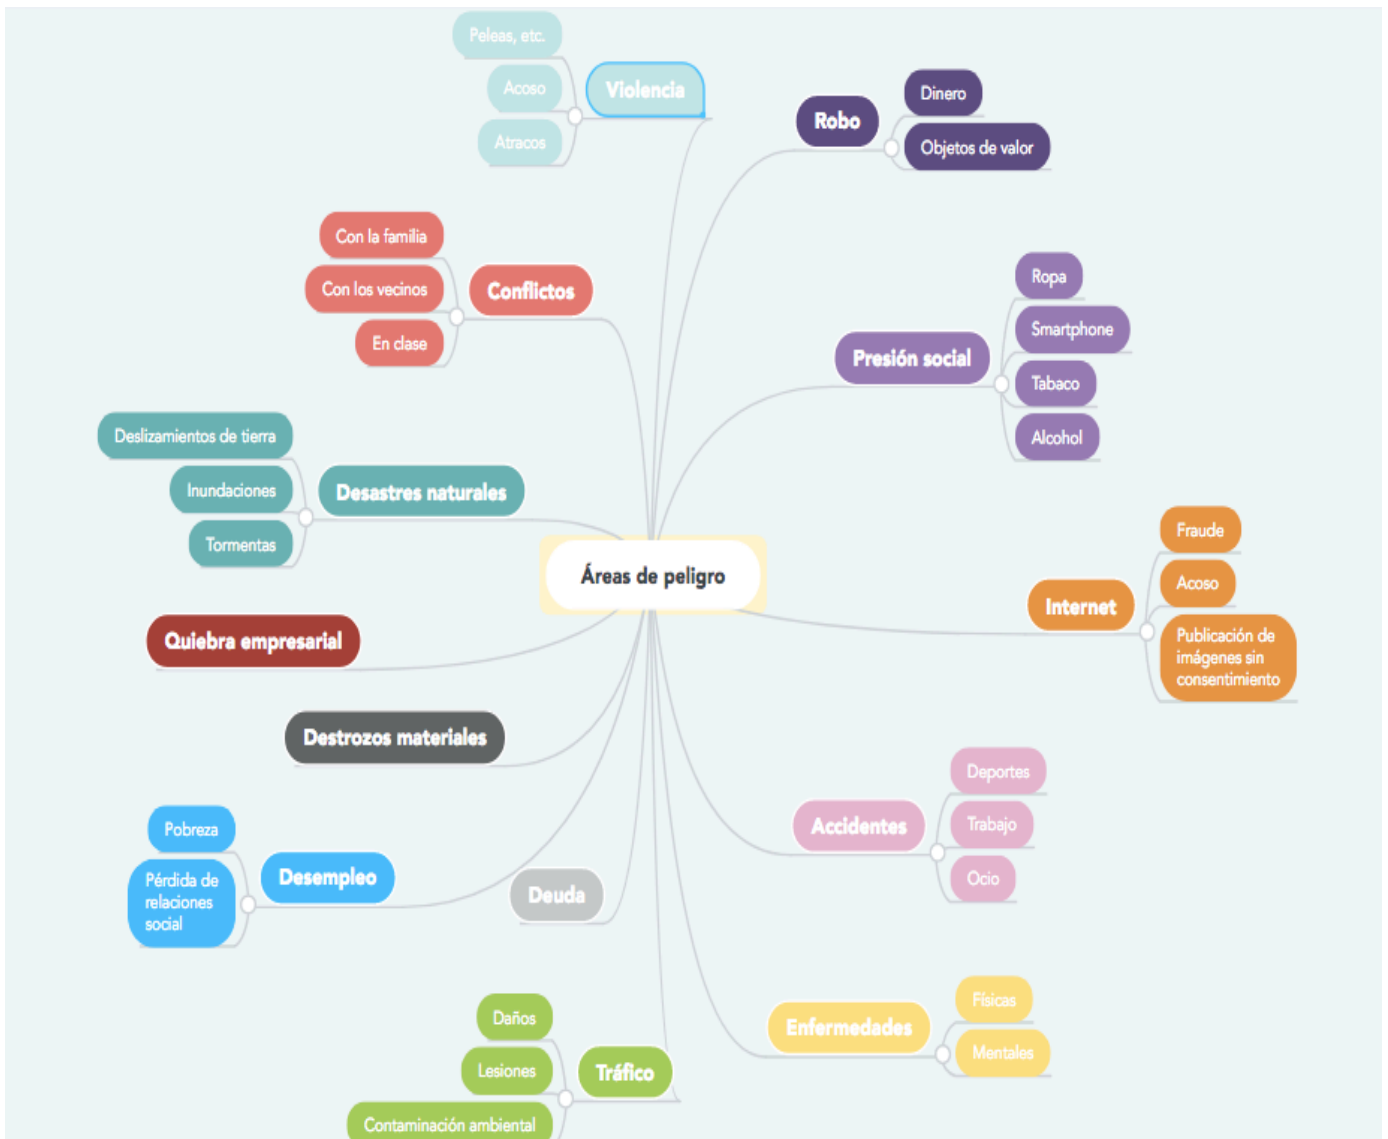 Peleas, etc.
Acoso
Atracos
Violencia
Robo
Dinero
Objetos de valor
Con la familia
Con los vecinos
En clase
Conflictos
Presión social
Ropa
Smartphone
Tabaco
Alcohol
Deslizamientos de tierra
Inundaciones
Tormentas
Desastres naturales
Áreas de peligro
Internet
Fraude
Acoso
Publicación de
imágenes sin
consentimiento
Quiebra empresarial
Destrozos materiales
Accidentes
Deportes
Trabajo
Ocio
Pobreza
Pérdida de
relaciones
social
Desempleo
Deuda
Enfermedades
Físicas
Mentales
Daños
Lesiones
Contaminación ambiental
Tráfico